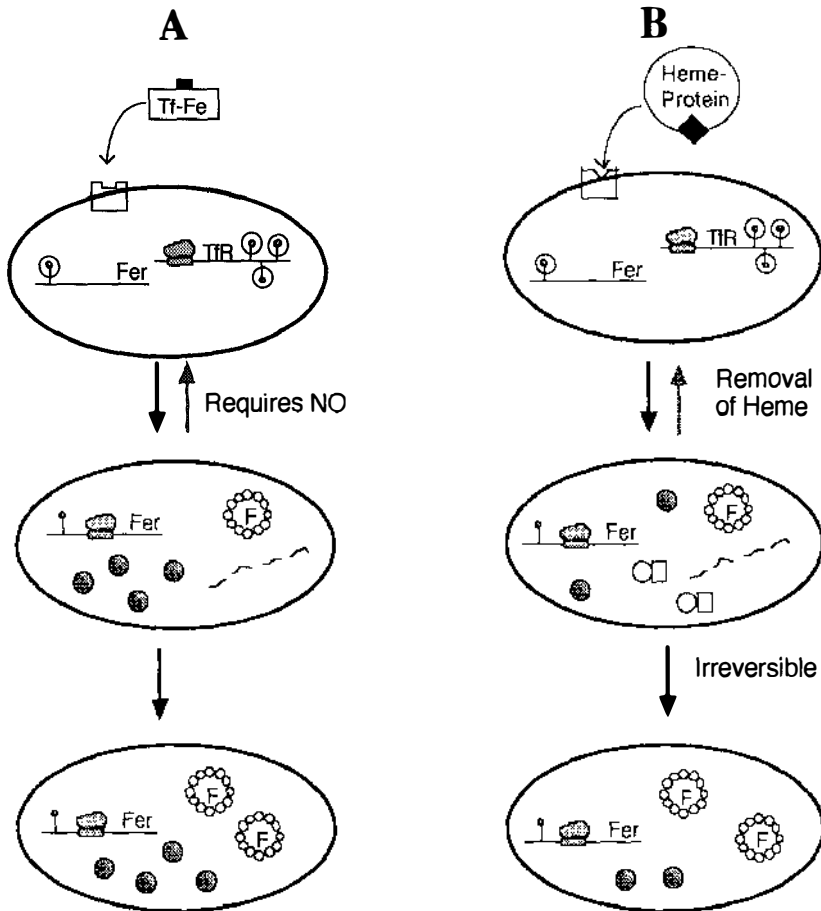 A
Tf-Fe
Fer
TfR
Requires NO
Fer
F
Fer
F
F
B
Heme-
Protein
Fer
TfR
Removal
of Heme
Fer
F
Irreversible
Fer
F
F